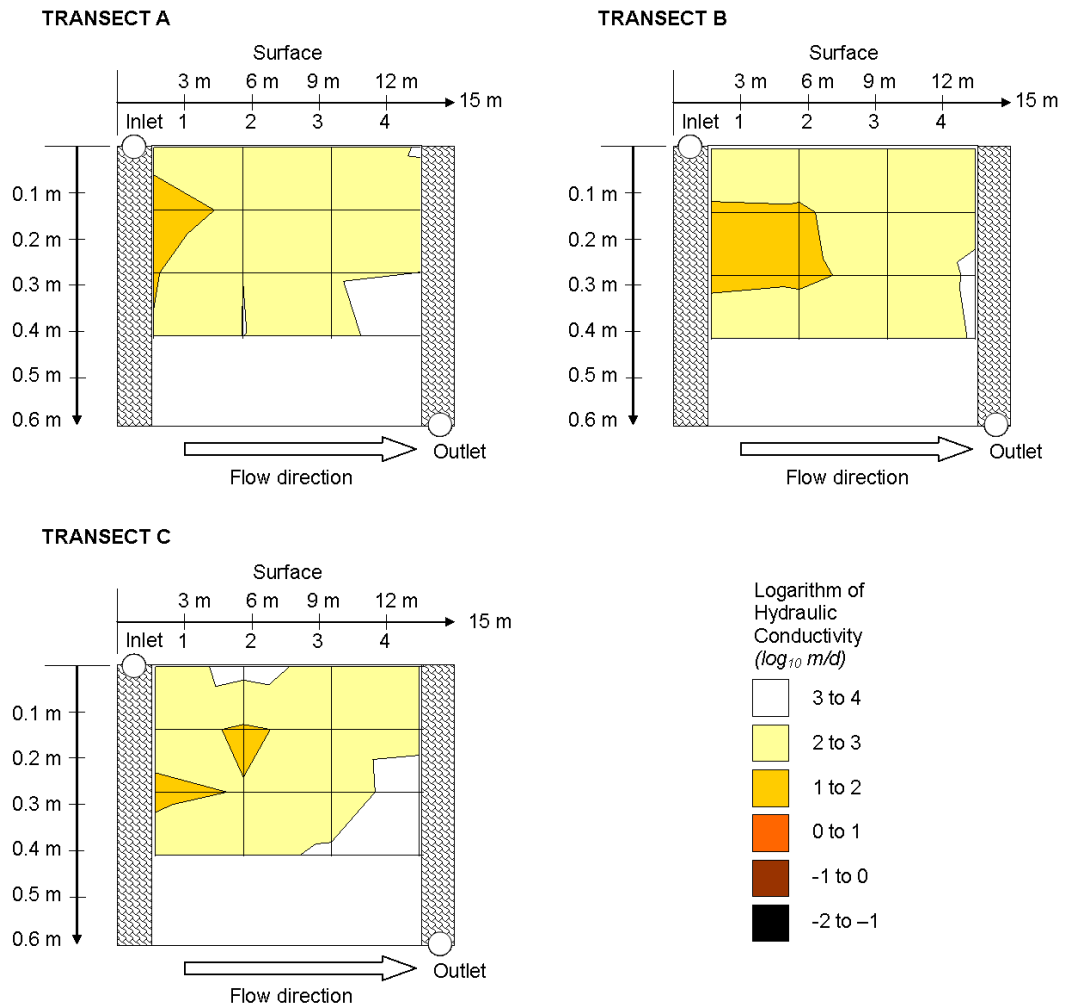 TRANSECT A
Surface
3 m 6 m 9 m 12 m
15 m
Inlet 1 2 3 4
0.1 m
0.2 m
0.3 m
0.4 m
0.5 m
0.6 m
Outlet
Flow direction
TRANSECT B
Surface
3 m 6 m 9 m 12 m
15 m
Inlet 1 2 3 4
0.1 m
0.2 m
0.3 m
0.4 m
0.5 m
0.6 m
Outlet
Flow direction
TRANSECT C
Surface
3 m 6 m 9 m 12 m
15 m
Inlet 1 2 3 4
0.1 m
0.2 m
0.3 m
0.4 m
0.5 m
0.6 m
Outlet
Flow direction
Logarithm of
Hydraulic
Conductivity
(log₁₀ m/d)
3 to 4
2 to 3
1 to 2
0 to 1
-1 to 0
-2 to –1